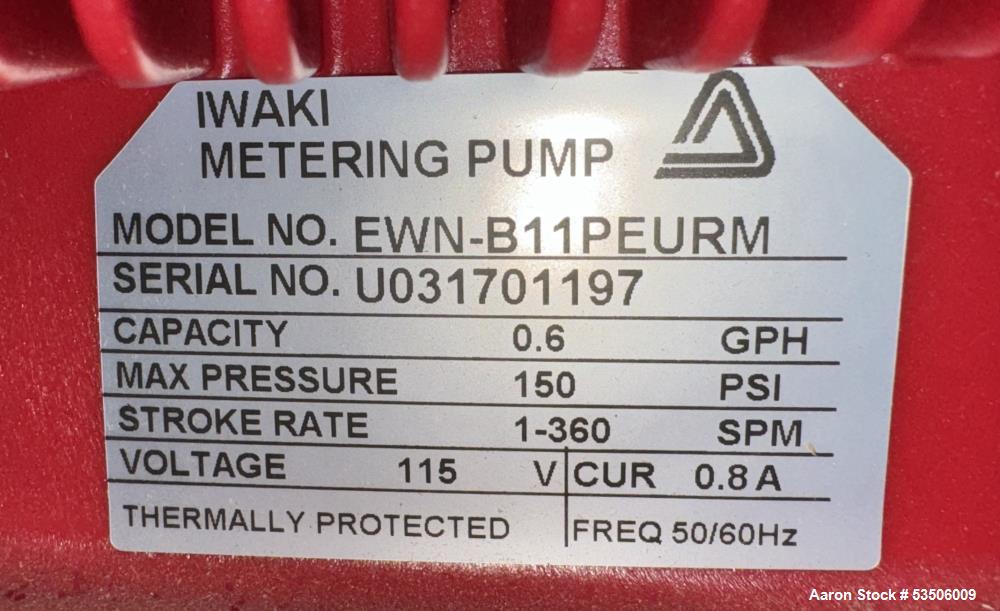 IWAKI
METERING PUMP
MODEL NO. EWN-B11PEURM
SERIAL NO. U031701197
CAPACITY 0.6 GPH
MAX PRESSURE 150 PSI
STROKE RATE 1-360 SPM
VOLTAGE 115 V CUR 0.8 A
THERMALLY PROTECTED FREQ 50/60Hz
Aaron Stock # 53506009